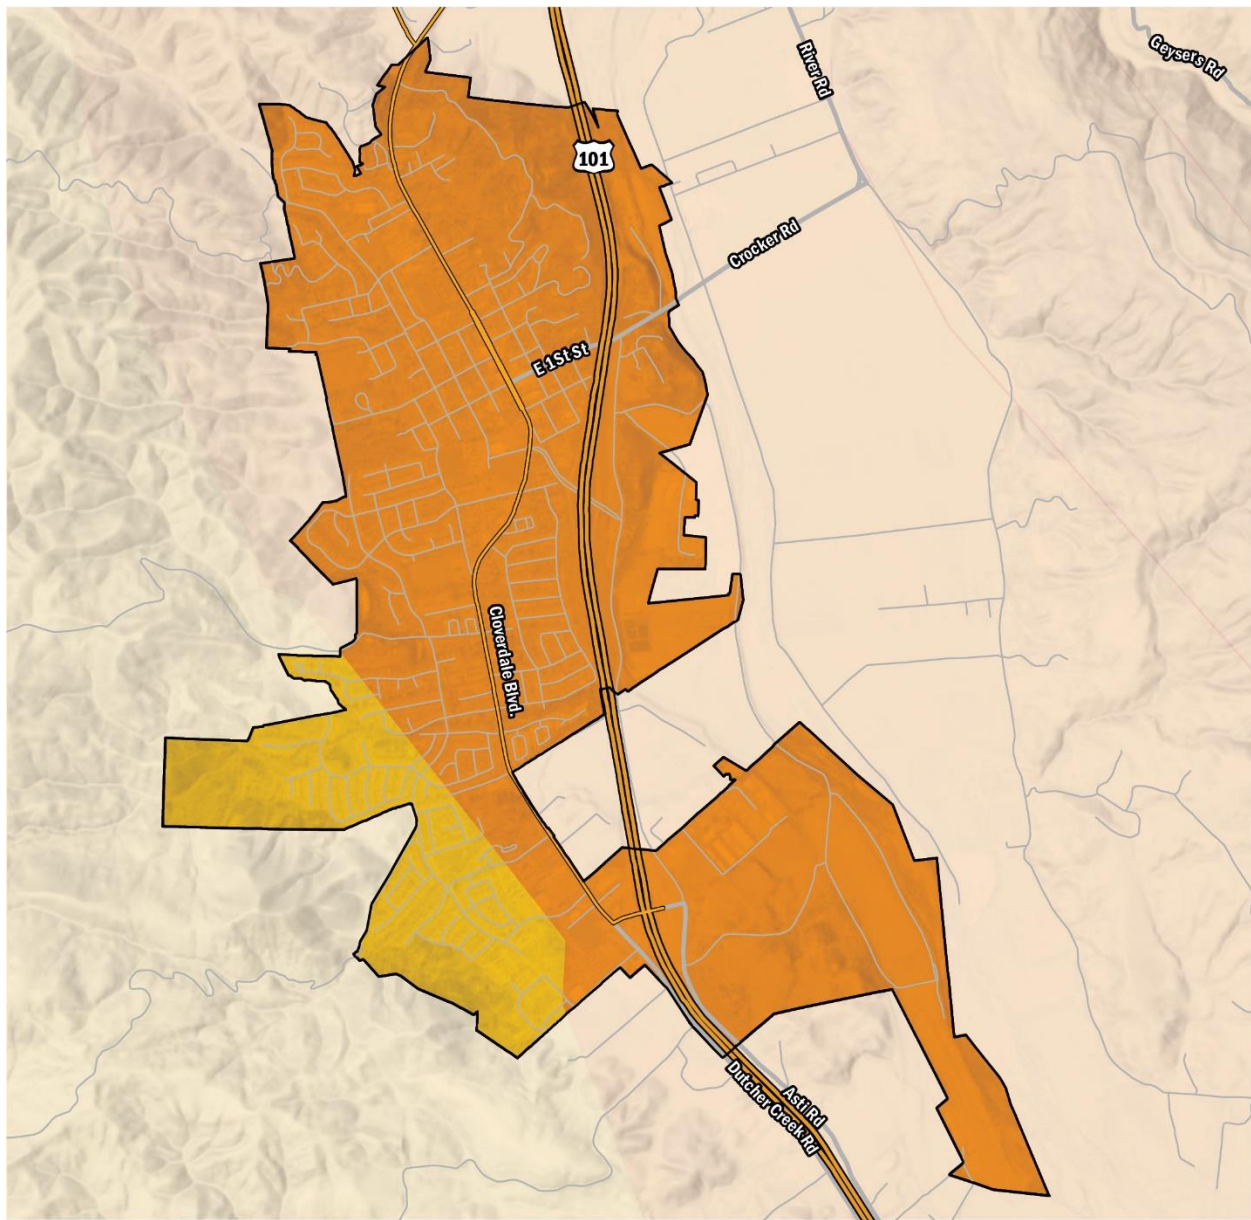 Geysers Rd
River Rd
101
Crocker Rd
E 1St St
Cloverdale Blvd.
Asti Rd
Dutcher Creek Rd